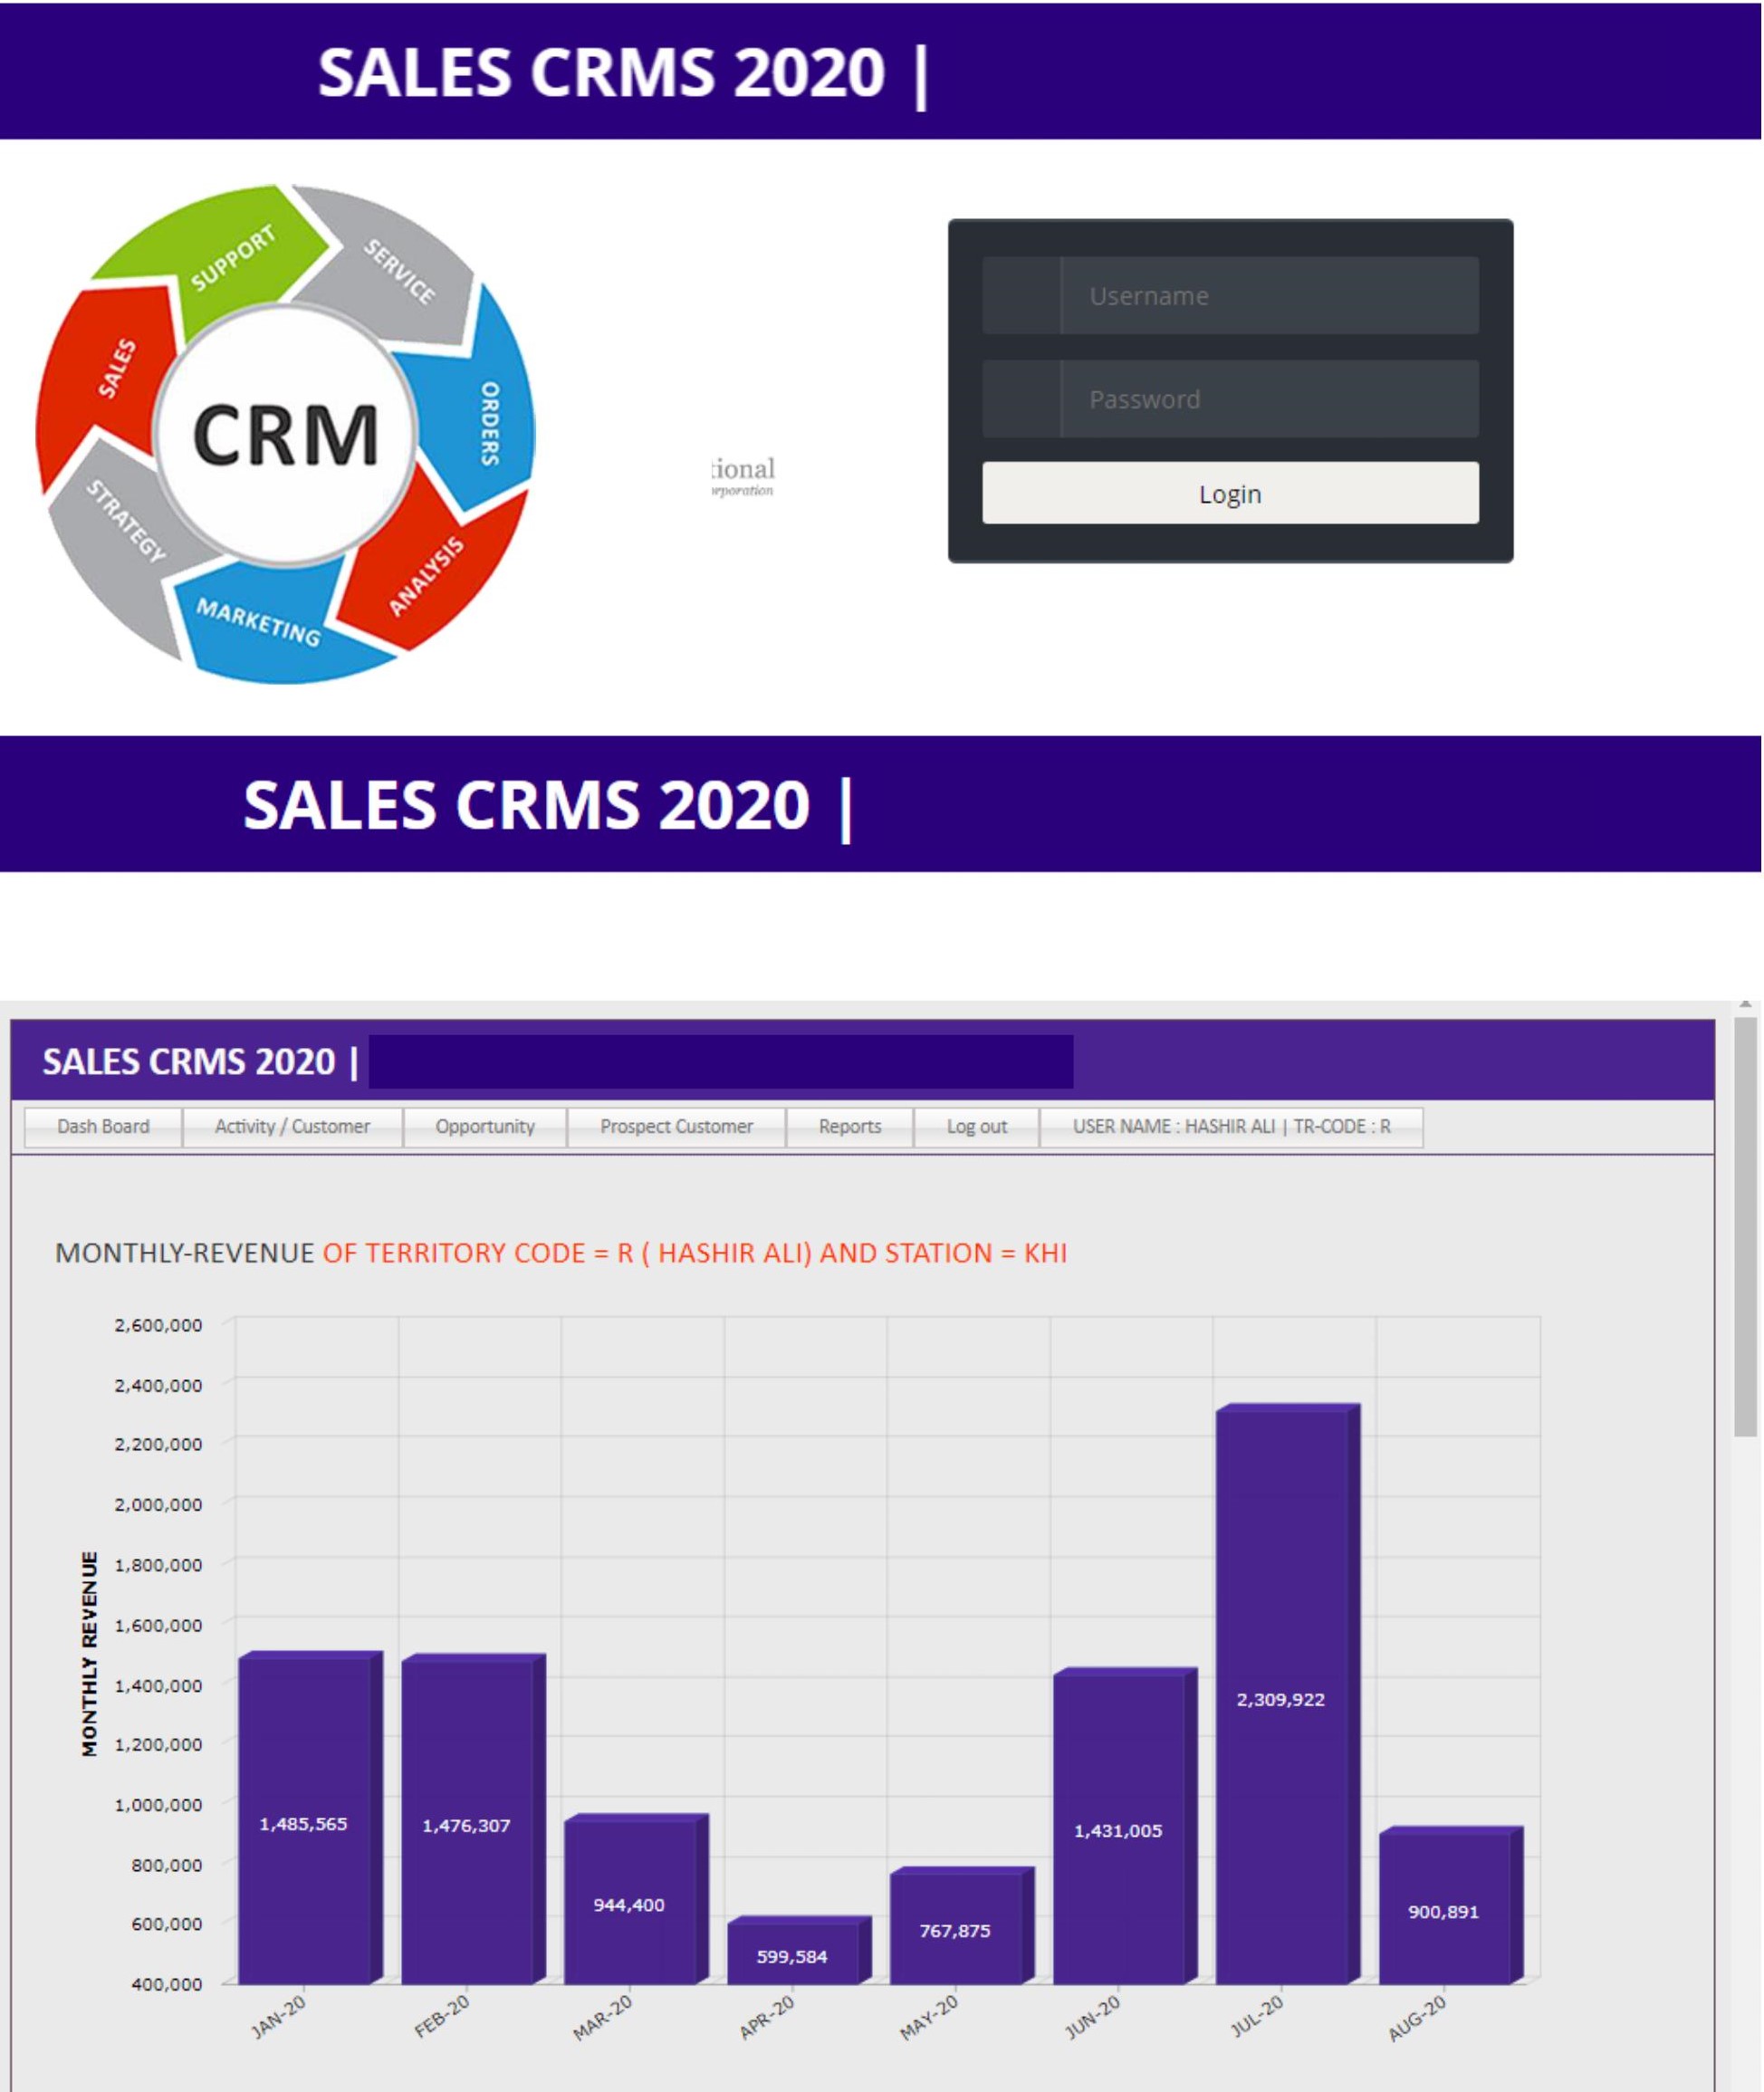 SALES CRMS 2020 |
SUPPORT
SERVICE
SALES
ORDERS
CRM
STRATEGY
ANALYSIS
MARKETING
Username
Password
Login
SALES CRMS 2020 |
SALES CRMS 2020 |
Dash Board Activity / Customer Opportunity Prospect Customer Reports Log out USER NAME : HASHIR ALI | TR-CODE : R
MONTHLY-REVENUE OF TERRITORY CODE = R ( HASHIR ALI) AND STATION = KHI
MONTHLY REVENUE
2,600,000
2,400,000
2,200,000
2,000,000
1,800,000
1,600,000
1,400,000
1,200,000
1,000,000
800,000
600,000
400,000
1,485,565
1,476,307
944,400
599,584
767,875
1,431,005
2,309,922
900,891
JAN-20 FEB-20 MAR-20 APR-20 MAY-20 JUN-20 JUL-20 AUG-20